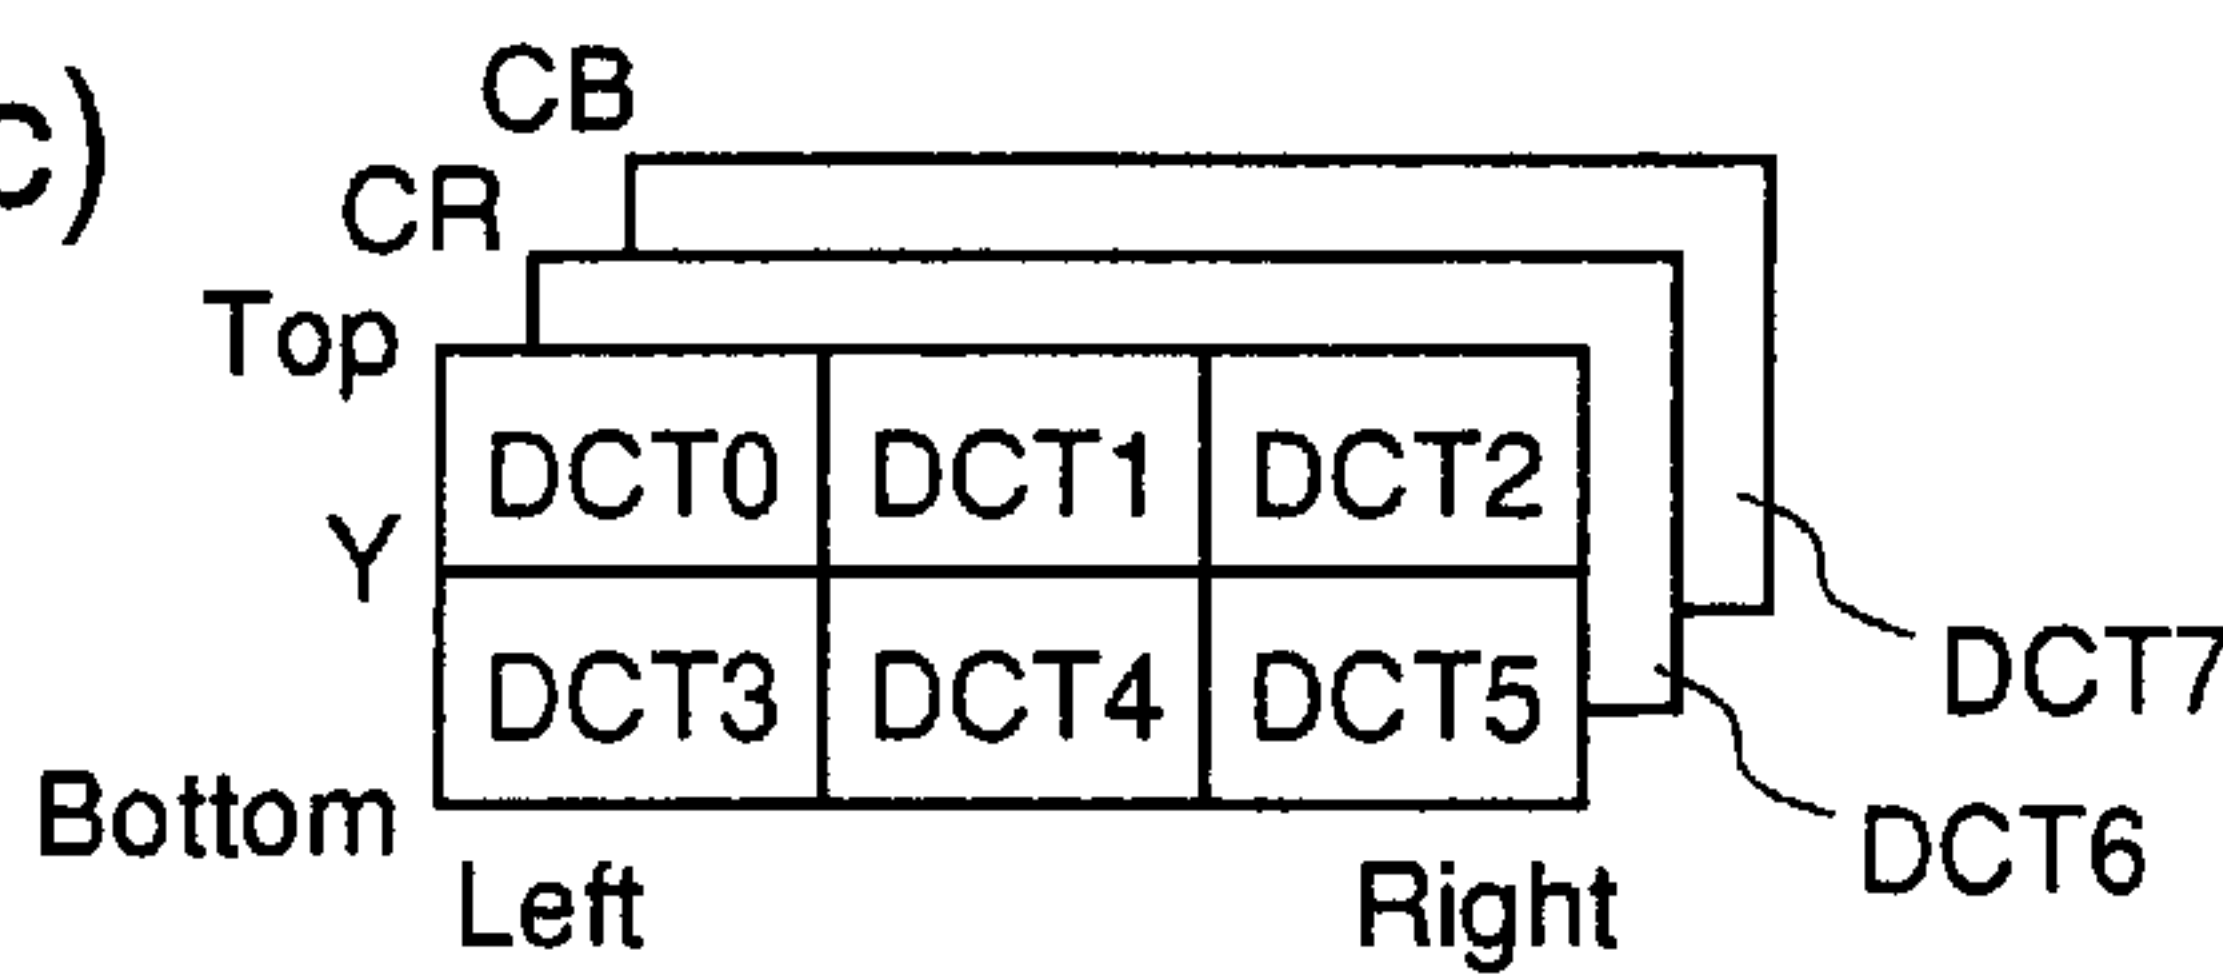 c)
CB
CR
Top
DCT0 DCT1 DCT2
Y
DCT3 DCT4 DCT5
DCT7
DCT6
Bottom
Left Right